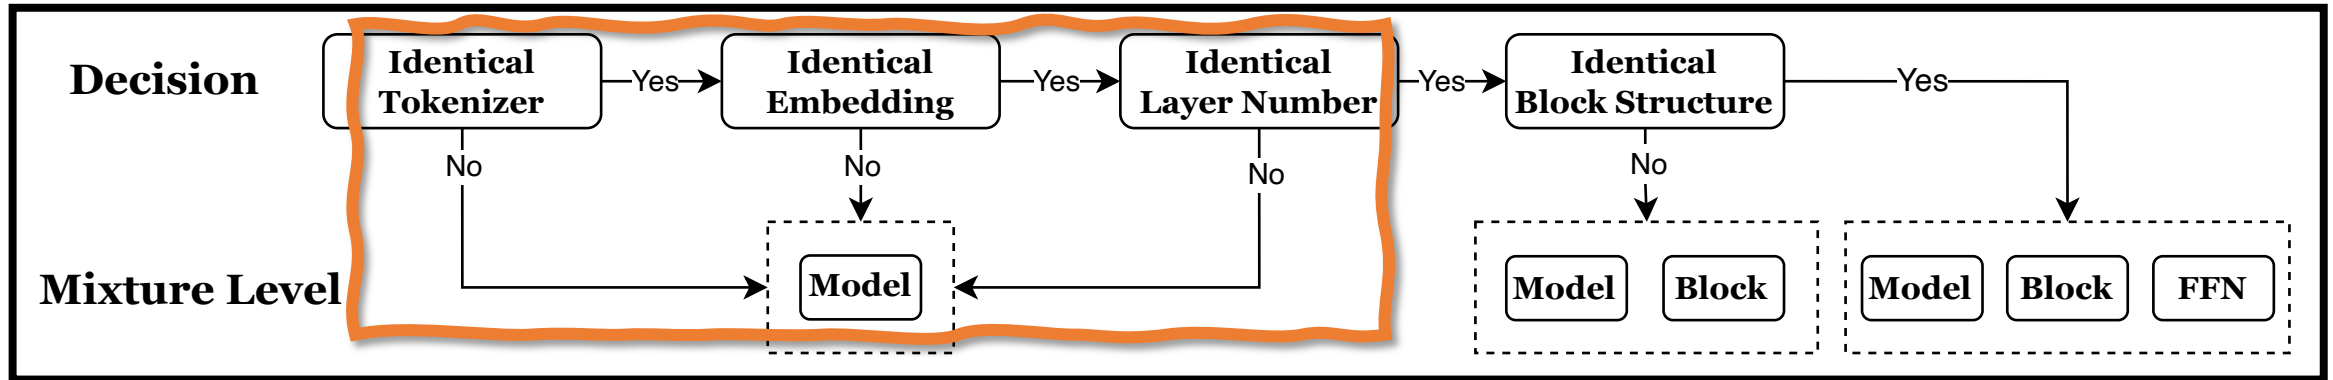 Decision
Identical
Tokenizer
Yes
Identical
Embedding
Yes
Identical
Layer Number
Yes
Identical
Block Structure
Yes
No
No
No
No
Mixture Level
Model
Model
Block
Model
Block
FFN